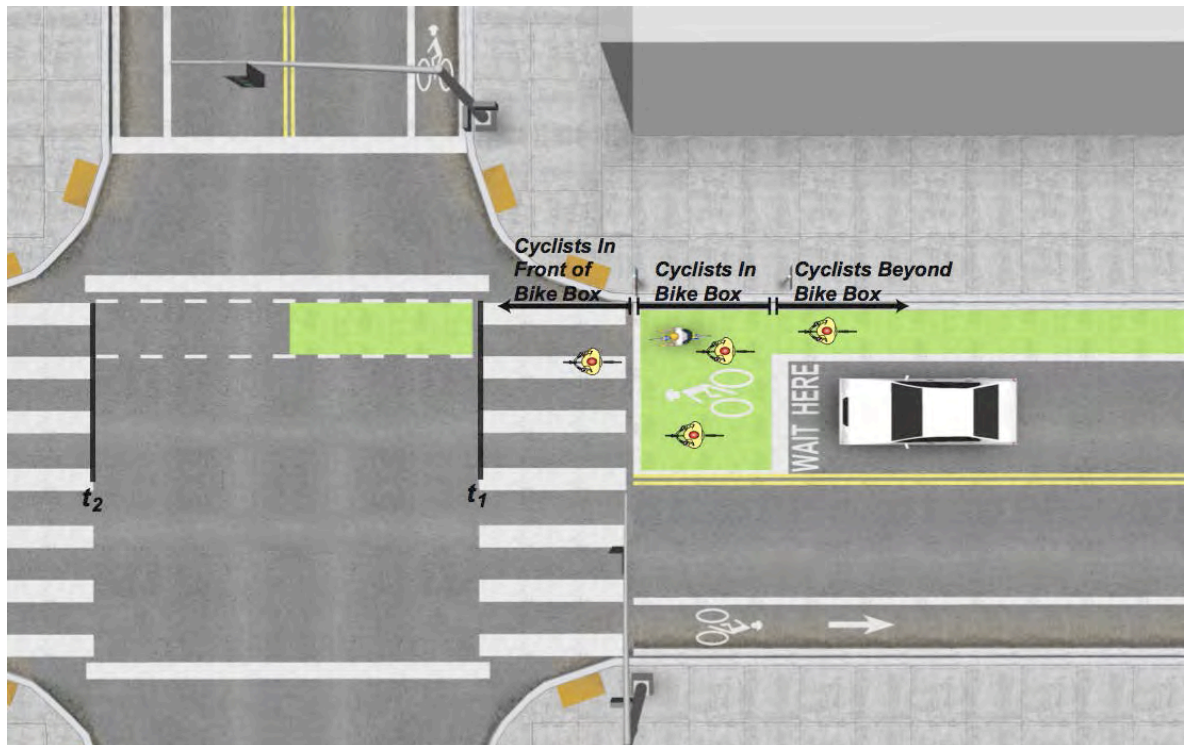 Cyclists In
Front of
Bike Box
Cyclists In
Bike Box
Cyclists Beyond
Bike Box
WAIT HERE
t2
t1